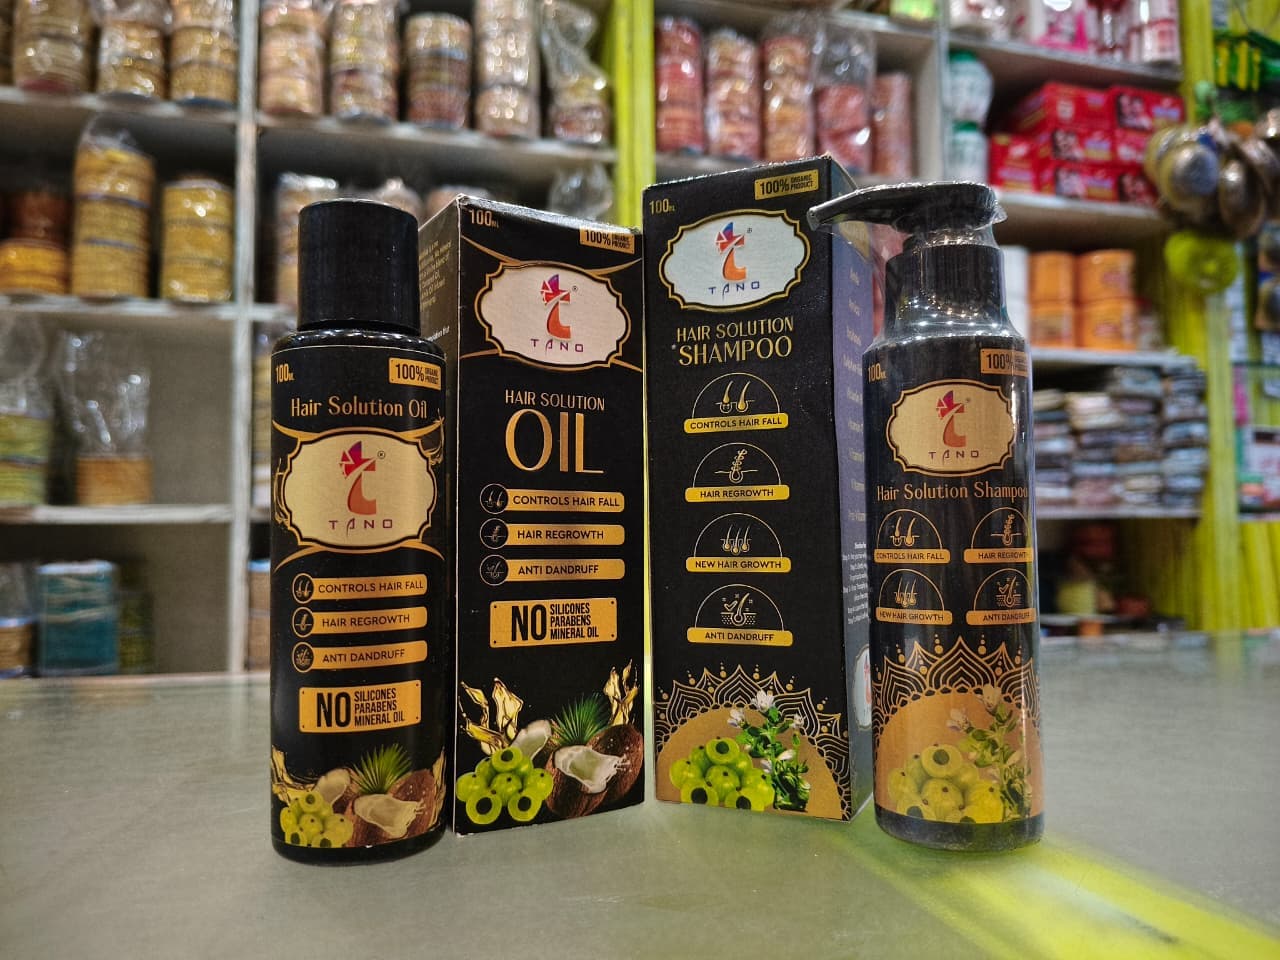 100ML
100% ORGANIC PRODUCT
Hair Solution Oil
®
TANO
CONTROLS HAIR FALL
HAIR REGROWTH
ANTI DANDRUFF
NO SILICONES
PARABENS
MINERAL OIL
100ML
100% ORGANIC PRODUCT
®
TANO
HAIR SOLUTION
OIL
CONTROLS HAIR FALL
HAIR REGROWTH
ANTI DANDRUFF
NO SILICONES
PARABENS
MINERAL OIL
100ML
100% ORGANIC PRODUCT
®
TANO
HAIR SOLUTION
SHAMPOO
CONTROLS HAIR FALL
HAIR REGROWTH
NEW HAIR GROWTH
ANTI DANDRUFF
100ML
100%
®
TANO
Hair Solution Shampoo
CONTROLS HAIR FALL
HAIR REGROWTH
NEW HAIR GROWTH
ANTI DANDRUFF